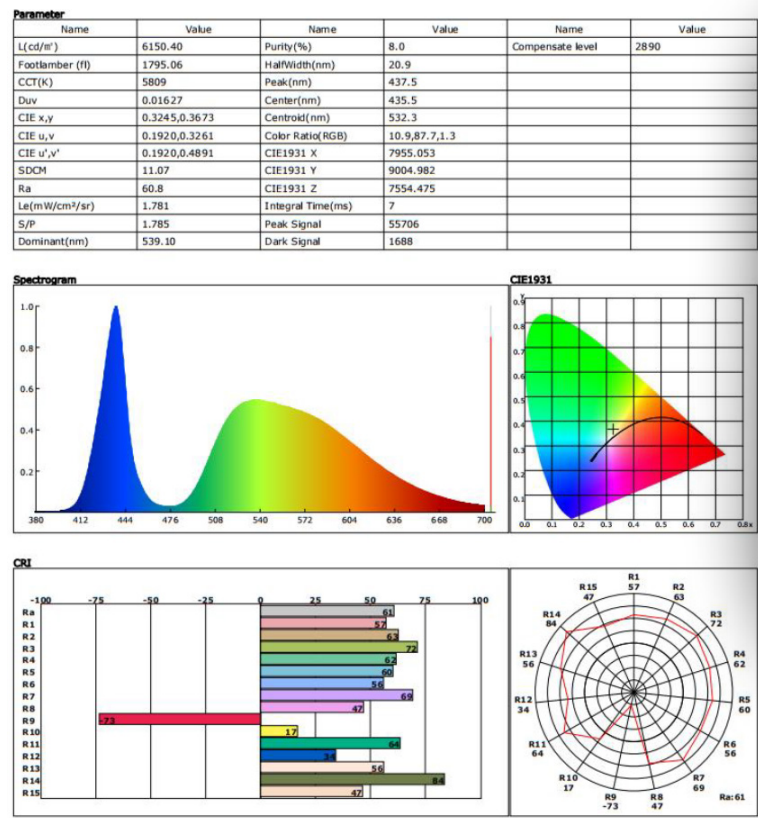 Parameter
Name Value Name Value Name Value
L(cd/m²) 6150.40 Purity(%) 8.0 Compensate level 2890
Footlamber (fl) 1795.06 HalfWidth(nm) 20.9
CCT(K) 5809 Peak(nm) 437.5
Duv 0.01627 Center(nm) 435.5
CIE x,y 0.3245,0.3673 Centroid(nm) 532.3
CIE u,v 0.1920,0.3261 Color Ratio(RGB) 10.9,87.7,1.3
CIE u',v' 0.1920,0.4891 CIE1931 X 7955.053
SDCM 11.07 CIE1931 Y 9004.982
Ra 60.8 CIE1931 Z 7554.475
Le(mW/cm²/sr) 1.781 Integral Time(ms) 7
S/P 1.785 Peak Signal 55706
Dominant(nm) 539.10 Dark Signal 1688
Spectrogram
1.0
0.8
0.6
0.4
0.2
380 412 444 476 508 540 572 604 636 668 700
CIE1931
Y
0.9
0.8
0.7
0.6
0.5
0.4
0.3
0.2
0.1
0.0 0.1 0.2 0.3 0.4 0.5 0.6 0.7 0.8x
CRI
-100 -75 -50 -25 0 25 50 75 100
Ra 61
R1 57
R2 63
R3 72
R4 62
R5 60
R6 56
R7 69
R8 47
R9 -73
R10 17
R11 64
R12 34
R13 56
R14 84
R15 47
R1
57
R2
63
R3
72
R4
62
R5
60
R6
56
R7
69
R8
47
R9
-73
R10
17
R11
64
R12
34
R13
56
R14
84
R15
47
Ra:61